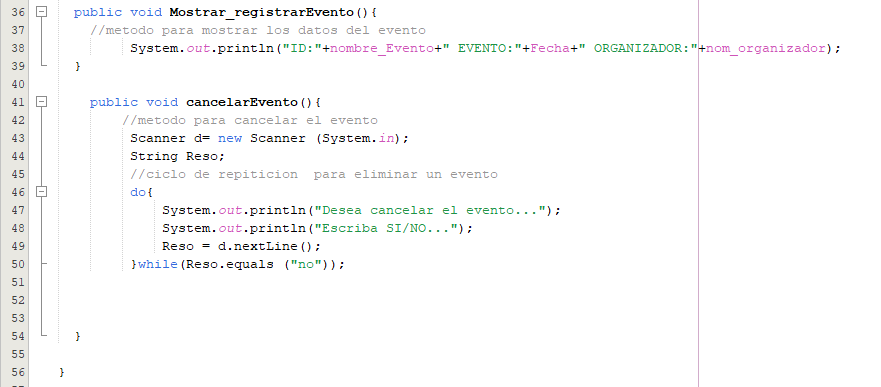 36 public void Mostrar_registrarEvento(){
37 //metodo para mostrar los datos del evento
38 System.out.println("ID:"+nombre_Evento+" EVENTO:"+Fecha+" ORGANIZADOR:"+nom_organizador);
39 }
40
41 public void cancelarEvento(){
42 //metodo para cancelar el evento
43 Scanner d= new Scanner (System.in);
44 String Reso;
45 //ciclo de repiticion  para eliminar un evento
46 do{
47 System.out.println("Desea cancelar el evento...");
48 System.out.println("Escriba SI/NO...");
49 Reso = d.nextLine();
50 }while(Reso.equals ("no"));
51
52
53
54 }
55
56 }